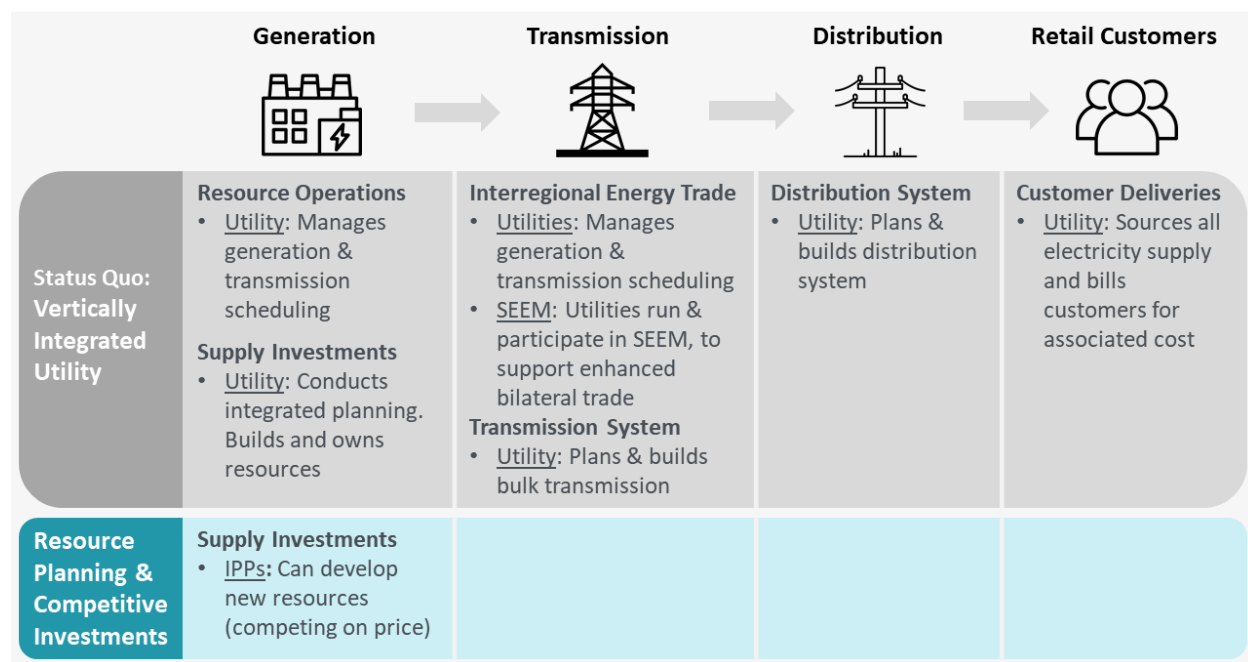 Generation
Transmission
Distribution
Retail Customers
Status Quo:
Vertically
Integrated
Utility
Resource Operations
• Utility: Manages
generation &
transmission
scheduling
Supply Investments
• Utility: Conducts
integrated planning.
Builds and owns
resources
Interregional Energy Trade
• Utilities: Manages
generation &
transmission scheduling
• SEEM: Utilities run &
participate in SEEM, to
support enhanced
bilateral trade
Transmission System
• Utility: Plans & builds
bulk transmission
Distribution System
• Utility: Plans &
builds distribution
system
Customer Deliveries
• Utility: Sources all
electricity supply
and bills
customers for
associated cost
Resource
Planning &
Competitive
Investments
Supply Investments
• IPPs: Can develop
new resources
(competing on price)